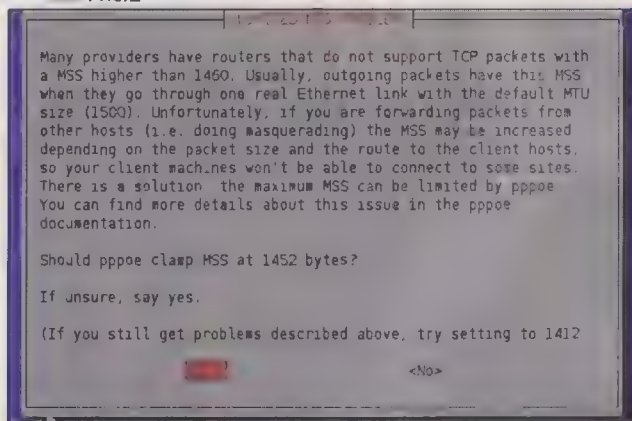 Many providers have routers that do not support TCP packets with
a MSS higher than 1460. Usually, outgoing packets have this MSS
when they go through one real Ethernet link with the default MTU
size (1500). Unfortunately, if you are forwarding packets from
other hosts (i.e. doing masquerading) the MSS may be increased
depending on the packet size and the route to the client hosts,
so your client machines won't be able to connect to some sites.
There is a solution the maximum MSS can be limited by pppoe
You can find more details about this issue in the pppoe
documentation.
Should pppoe clamp MSS at 1452 bytes?
If unsure, say yes.
(If you still get problems described above, try setting to 1412
<No>